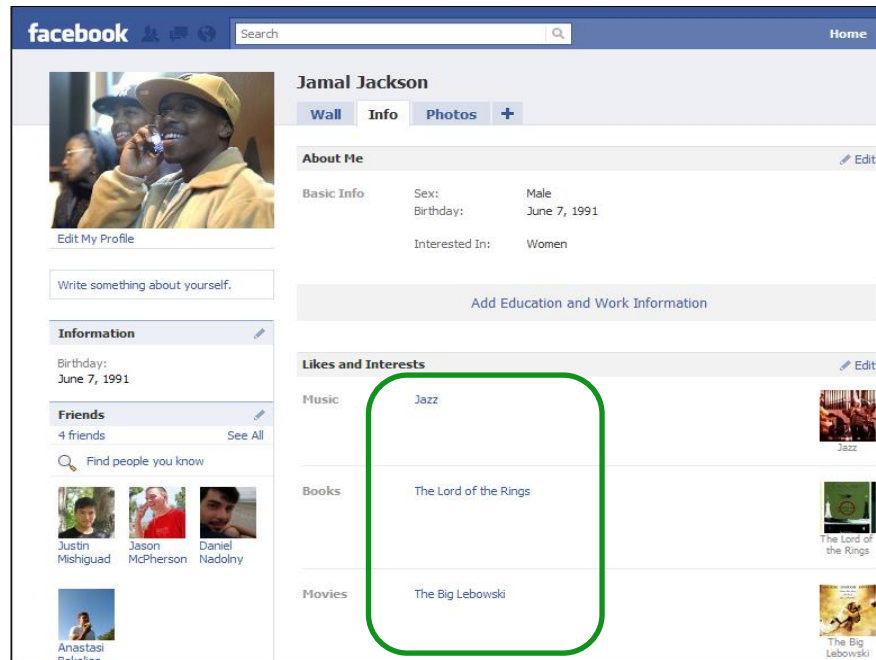 facebook
Search
Home
Jamal Jackson
Wall Info Photos +
About Me
Edit
Basic Info
Sex: Male
Birthday: June 7, 1991
Interested In: Women
Edit My Profile
Write something about yourself.
Add Education and Work Information
Information
Birthday:
June 7, 1991
Friends
4 friends See All
Find people you know
Justin Mishiguad
Jason McPherson
Daniel Nadolny
Anastasi
Likes and Interests
Edit
Music Jazz
Jazz
Books The Lord of the Rings
The Lord of
the Rings
Movies The Big Lebowski
The Big
Lebowski